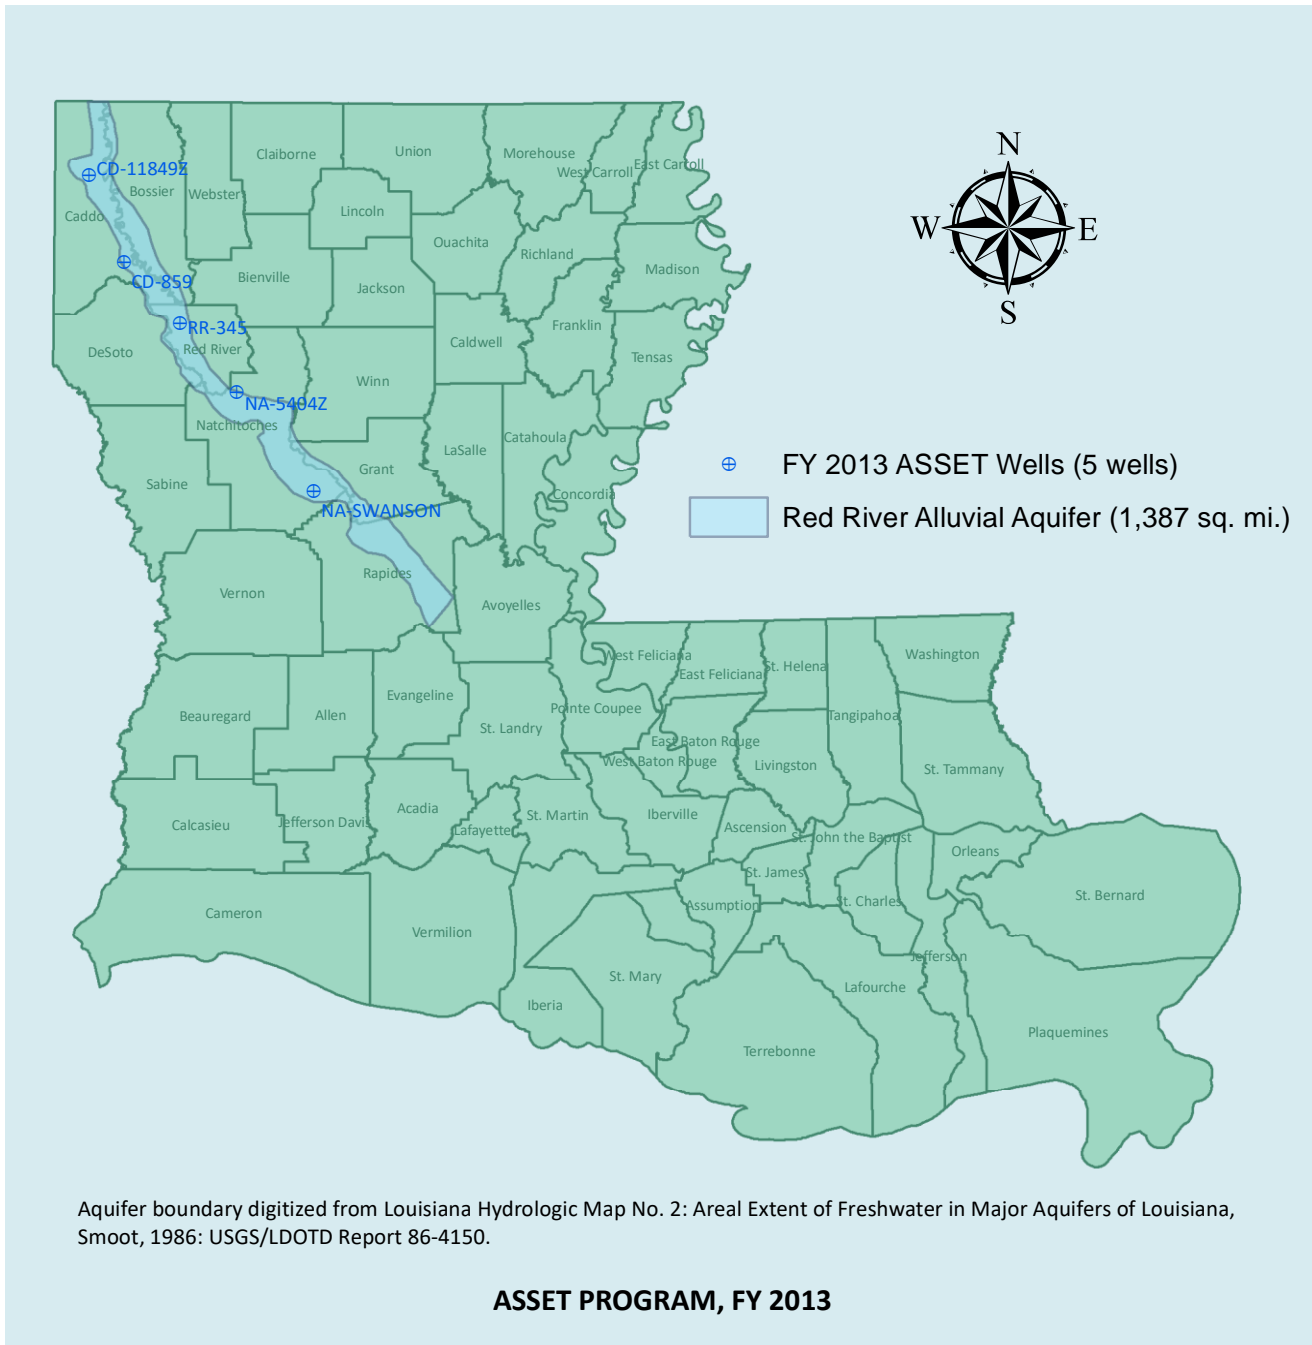 N
W
E
S
Claiborne
Union
Morehouse
West Carroll
East Carroll
CD-11849Z
Bossier
Webster
Caddo
Lincoln
Ouachita
Richland
Madison
CD-859
Bienville
Jackson
RR-345
Red River
Franklin
Caldwell
Tensas
DeSoto
Winn
NA-5404Z
Natchitoches
LaSalle
Catahoula
Sabine
Grant
Concordia
NA-SWANSON
FY 2013 ASSET Wells (5 wells)
Red River Alluvial Aquifer (1,387 sq. mi.)
Rapides
Vernon
Avoyelles
West Feliciana
East Feliciana
St. Helena
Washington
Evangeline
Beauregard
Allen
Pointe Coupee
Tangipahoa
St. Landry
East Baton Rouge
West Baton Rouge
Livingston
St. Tammany
Calcasieu
Jefferson Davis
Acadia
Lafayette
St. Martin
Iberville
Ascension
St. John the Baptist
Orleans
St. James
St. Bernard
Cameron
Assumption
St. Charles
Vermilion
Jefferson
St. Mary
Lafourche
Iberia
Terrebonne
Plaquemines
Aquifer boundary digitized from Louisiana Hydrologic Map No. 2: Areal Extent of Freshwater in Major Aquifers of Louisiana,
Smoot, 1986: USGS/LDOTD Report 86-4150.
ASSET PROGRAM, FY 2013